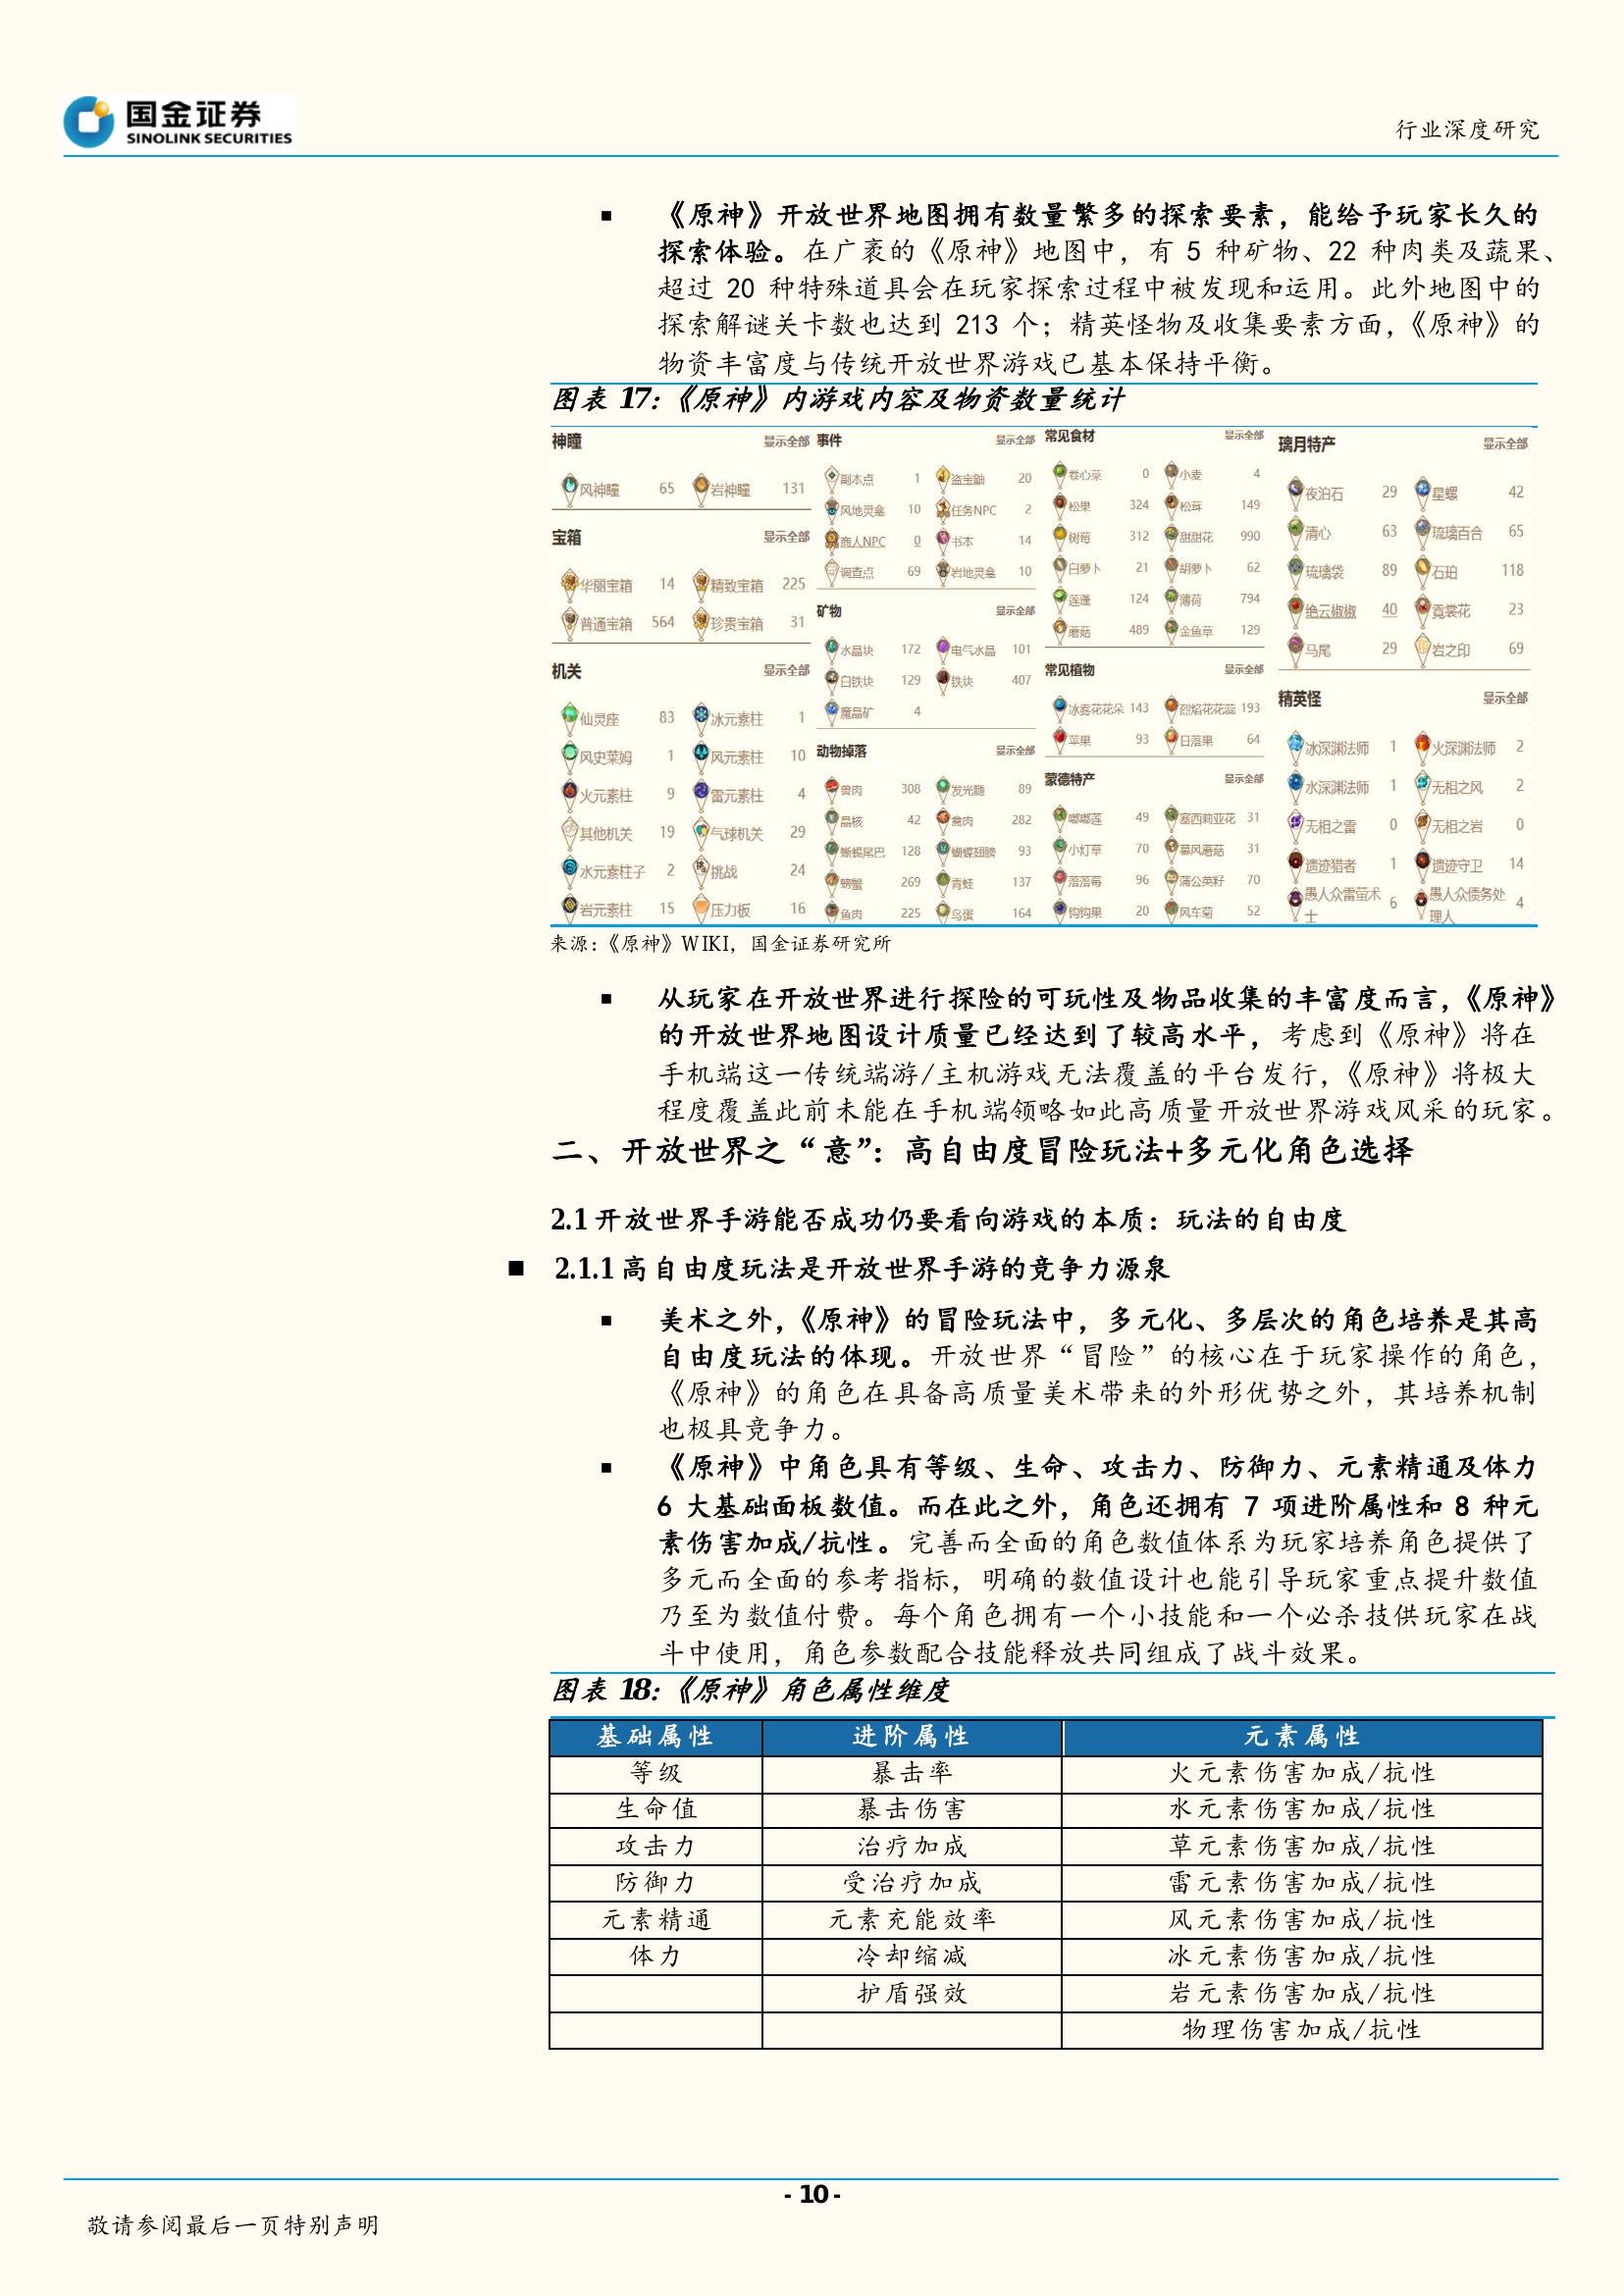 国金证券
SINOLINK SECURITIES
行业深度研究
《原神》开放世界地图拥有数量繁多的探索要素，能给予玩家长久的
探索体验。在广袤的《原神》地图中，有 5 种矿物、22 种肉类及蔬果、
超过 20 种特殊道具会在玩家探索过程中被发现和运用。此外地图中的
探索解谜关卡数也达到 213 个；精英怪物及收集要素方面，《原神》的
物资丰富度与传统开放世界游戏已基本保持平衡。
图表 17：《原神》内游戏内容及物资数量统计
神瞳 显示全部
风神瞳 65 岩神瞳 131
宝箱 显示全部
华丽宝箱 14 精致宝箱 225
普通宝箱 564 珍贵宝箱 31
机关 显示全部
仙灵座 83 冰元素柱 1
风史莱姆 1 风元素柱 10
火元素柱 9 雷元素柱 4
其他机关 19 气球机关 29
水元素柱子 2 挑战 24
岩元素柱 15 压力板 16
事件 显示全部
副本点 1 盗宝鼬 20
风地灵龛 10 任务NPC 2
商人NPC 0 书本 14
调查点 69 岩地灵龛 10
矿物 显示全部
水晶块 172 电气水晶 101
白铁块 129 铁块 407
魔晶矿 4
动物掉落 显示全部
兽肉 308 发光髓 89
晶核 42 禽肉 282
蜥蜴尾巴 128 蝴蝶翅膀 93
螃蟹 269 青蛙 137
鱼肉 225 鸟蛋 164
常见食材 显示全部
卷心菜 0 小麦 4
松果 324 松茸 149
树莓 312 甜甜花 990
白萝卜 21 胡萝卜 62
莲蓬 124 薄荷 794
蘑菇 489 金鱼草 129
常见植物 显示全部
冰雾花花朵 143 烈焰花花蕊 193
苹果 93 日落果 64
蒙德特产 显示全部
嘟嘟莲 49 塞西莉亚花 31
小灯草 70 慕风蘑菇 31
落落莓 96 蒲公英籽 70
钩钩果 20 风车菊 52
璃月特产 显示全部
夜泊石 29 星螺 42
清心 63 琉璃百合 65
琉璃袋 89 石珀 118
绝云椒椒 40 霓裳花 23
马尾 29 岩之印 69
精英怪 显示全部
冰深渊法师 1 火深渊法师 2
水深渊法师 1 无相之风 2
无相之雷 0 无相之岩 0
遗迹猎者 1 遗迹守卫 14
愚人众雷萤术士 6 愚人众债务处理人 4
来源：《原神》WIKI，国金证券研究所
从玩家在开放世界进行探险的可玩性及物品收集的丰富度而言，《原神》
的开放世界地图设计质量已经达到了较高水平，考虑到《原神》将在
手机端这一传统端游/主机游戏无法覆盖的平台发行，《原神》将极大
程度覆盖此前未能在手机端领略如此高质量开放世界游戏风采的玩家。
二、开放世界之“意”：高自由度冒险玩法+多元化角色选择
2.1 开放世界手游能否成功仍要看向游戏的本质：玩法的自由度
2.1.1 高自由度玩法是开放世界手游的竞争力源泉
美术之外，《原神》的冒险玩法中，多元化、多层次的角色培养是其高
自由度玩法的体现。开放世界“冒险”的核心在于玩家操作的角色，
《原神》的角色在具备高质量美术带来的外形优势之外，其培养机制
也极具竞争力。
《原神》中角色具有等级、生命、攻击力、防御力、元素精通及体力
6 大基础面板数值。而在此之外，角色还拥有 7 项进阶属性和 8 种元
素伤害加成/抗性。完善而全面的角色数值体系为玩家培养角色提供了
多元而全面的参考指标，明确的数值设计也能引导玩家重点提升数值
乃至为数值付费。每个角色拥有一个小技能和一个必杀技供玩家在战
斗中使用，角色参数配合技能释放共同组成了战斗效果。
图表 18：《原神》角色属性维度
基础属性 进阶属性 元素属性
等级 暴击率 火元素伤害加成/抗性
生命值 暴击伤害 水元素伤害加成/抗性
攻击力 治疗加成 草元素伤害加成/抗性
防御力 受治疗加成 雷元素伤害加成/抗性
元素精通 元素充能效率 风元素伤害加成/抗性
体力 冷却缩减 冰元素伤害加成/抗性
护盾强效 岩元素伤害加成/抗性
物理伤害加成/抗性
- 10 -
敬请参阅最后一页特别声明